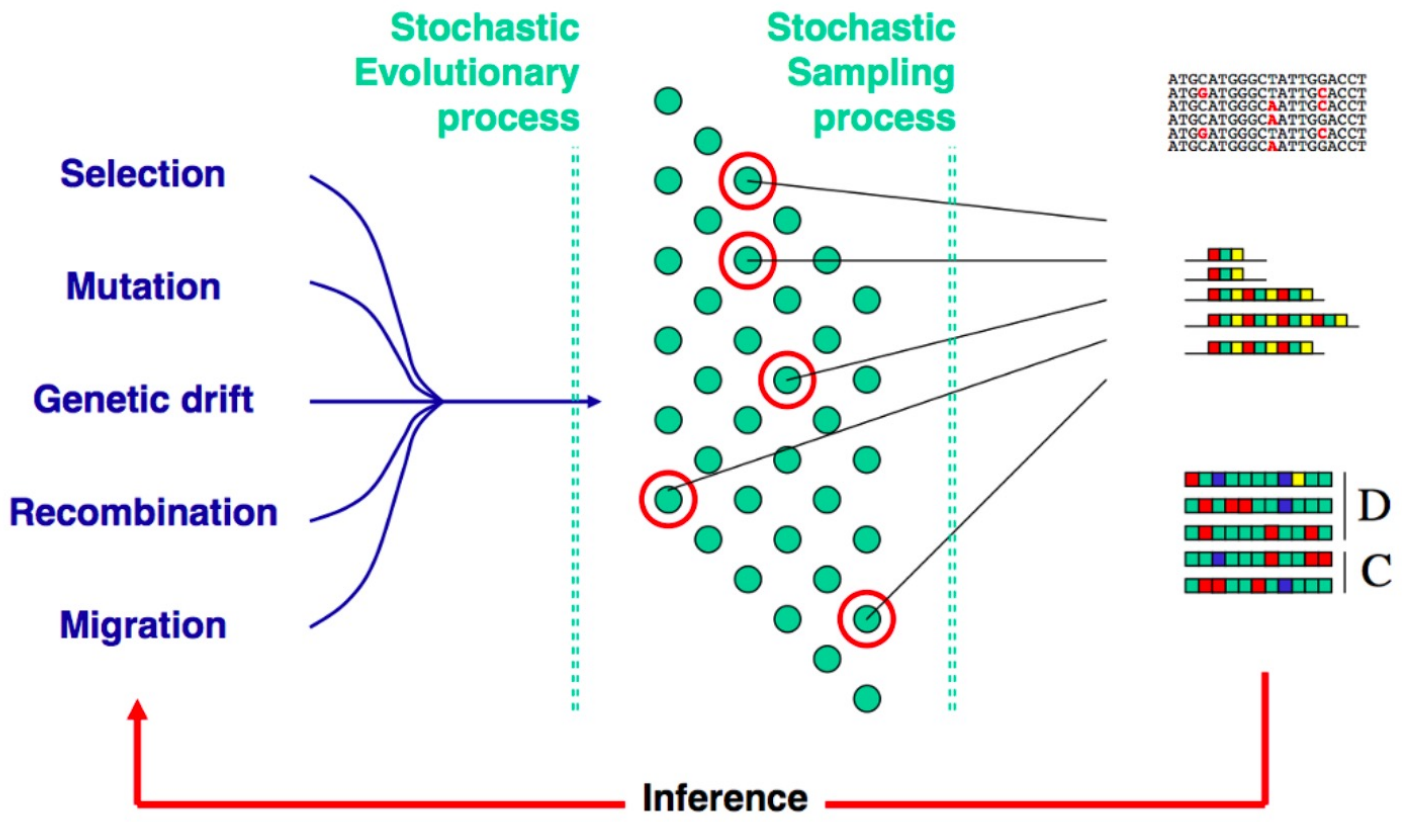 Stochastic
Evolutionary
process
Stochastic
Sampling
process
Selection
Mutation
Genetic drift
Recombination
Migration
ATGCATGGGCTATTGGACCT
ATGGATGGGCTATTGCACCT
ATGCATGGGCAATTGCACCT
ATGCATGGGCAATTGGACCT
ATGGATGGGCTATTGCACCT
ATGCATGGGCAATTGGACCT
D
C
Inference